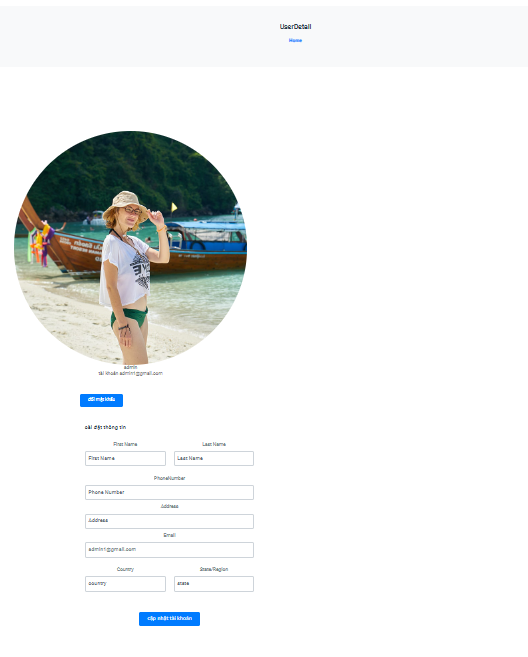 UserDetail
Home
admin
tài khoản admin1@gmail.com
đổi mật khẩu
cài đặt thông tin
First Name Last Name
First Name Last Name
PhoneNumber
Phone Number
Address
Address
Email
admin1@gmail.com
Country State/Region
country state
cập nhật tài khoản